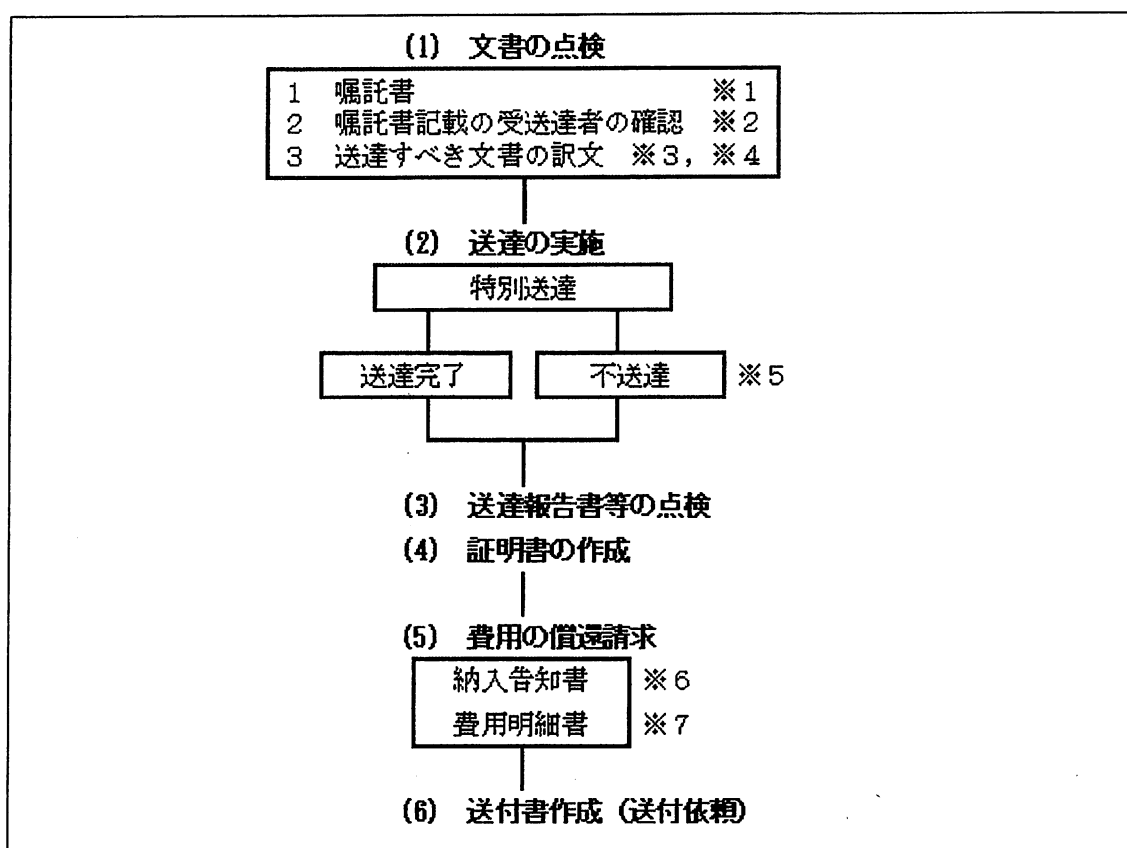 (1) 文書の点検
1 嘱託書 ※1
2 嘱託書記載の受送達者の確認 ※2
3 送達すべき文書の訳文 ※3,※4
(2) 送達の実施
特別送達
送達完了 不送達 ※5
(3) 送達報告書等の点検
(4) 証明書の作成
(5) 費用の償還請求
納入告知書 ※6
費用明細書 ※7
(6) 送付書作成(送付依頼)